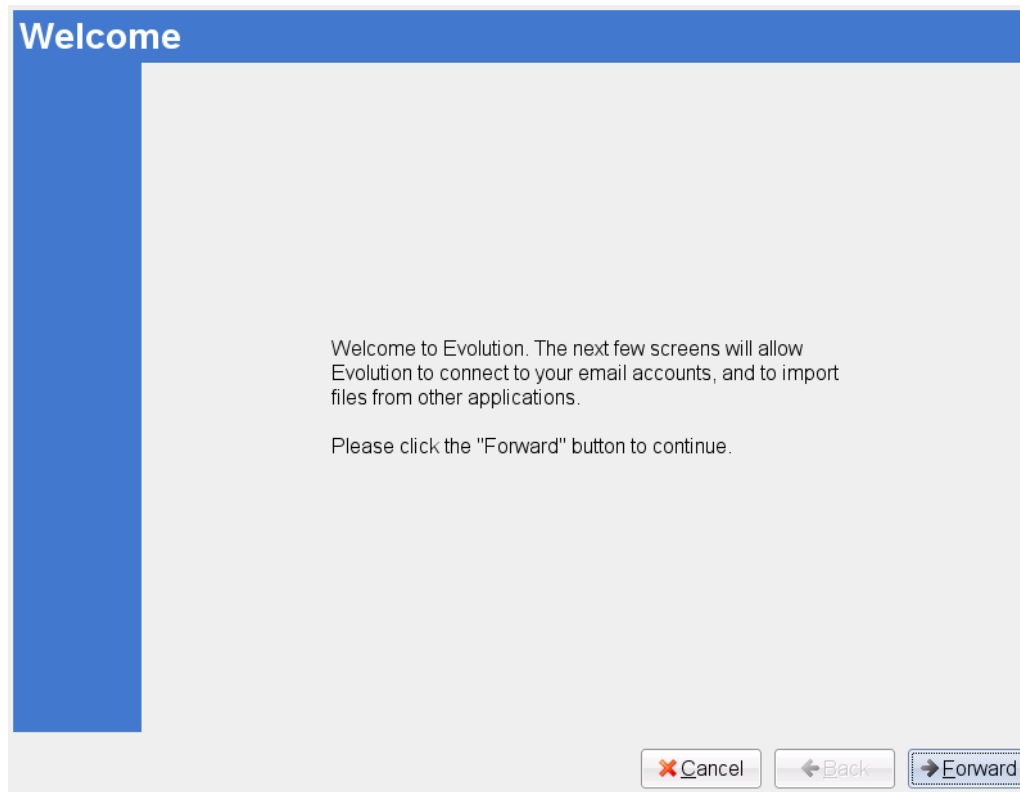 Welcome
Welcome to Evolution. The next few screens will allow
Evolution to connect to your email accounts, and to import
files from other applications.
Please click the "Forward" button to continue.
Cancel
Back
Forward